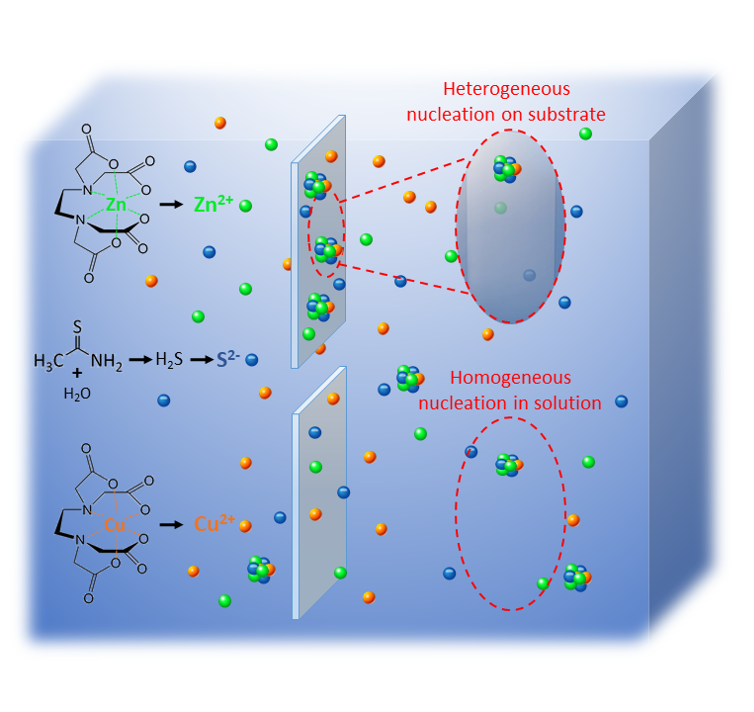 Heterogeneous
nucleation on substrate
O
O
O
O
N
Zn
Zn²⁺
N
O
O
O
O
S
H₃C
NH₂
H₂S
S²⁻
+
H₂O
Homogeneous
nucleation in solution
O
O
O
O
N
Cu
Cu²⁺
N
O
O
O
O